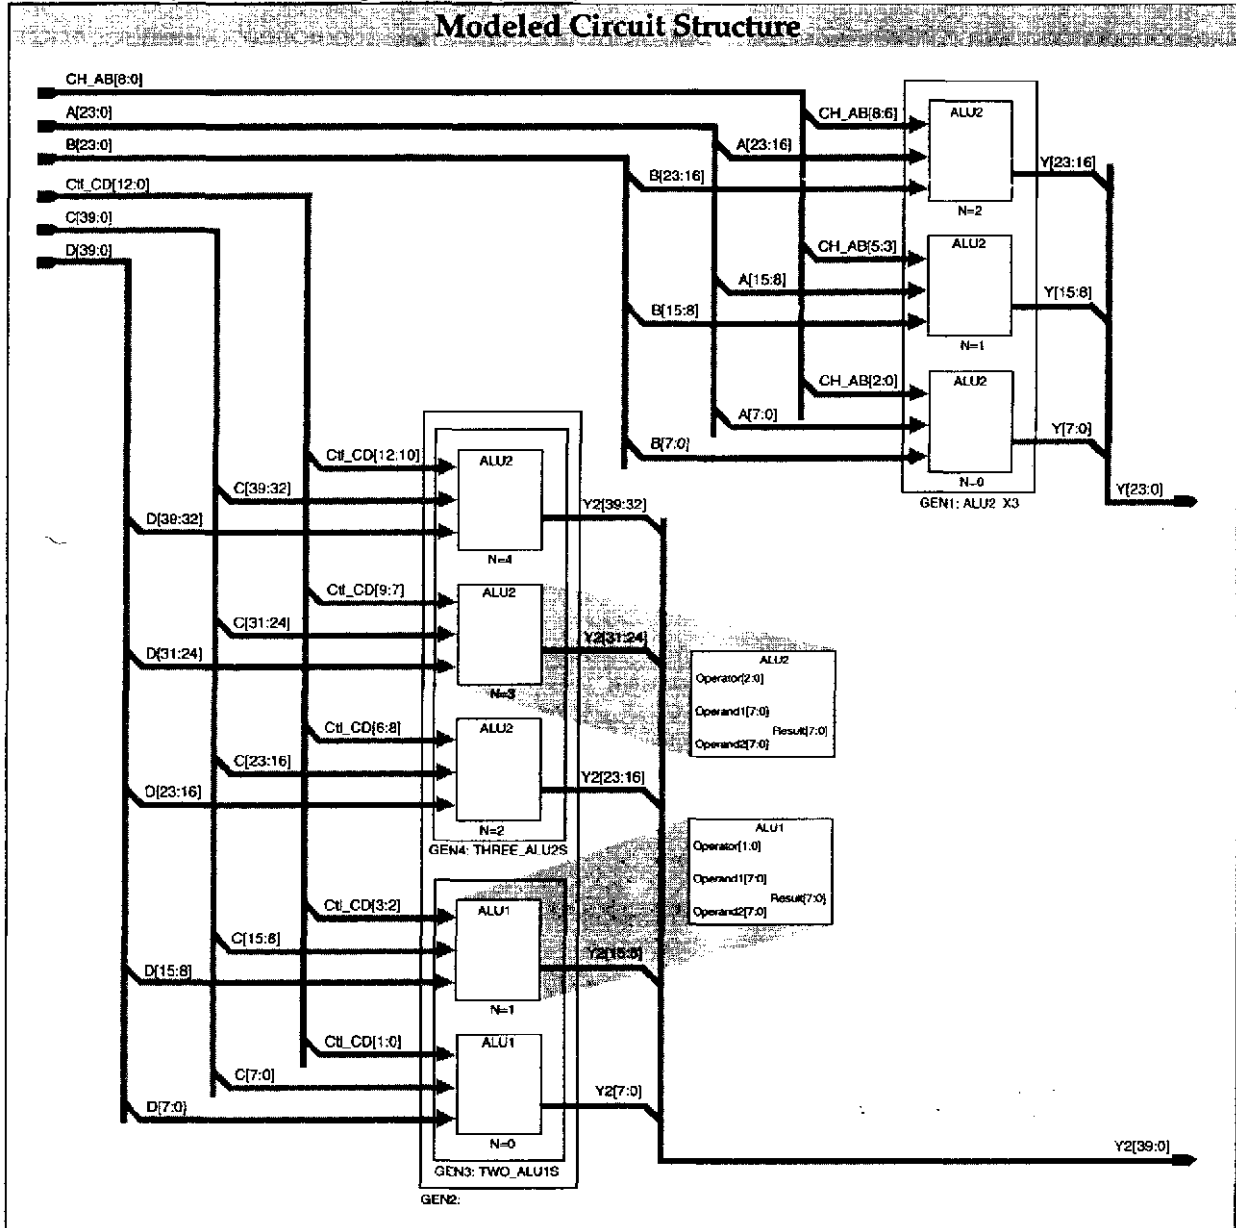 Modeled Circuit Structure
CH_AB[8:0]
A[23:0]
B[23:0]
Ctl_CD[12:0]
C[39:0]
D[39:0]
CH_AB[8:6]
A[23:16]
B[23:16]
ALU2
Y[23:16]
N=2
CH_AB[5:3]
A[15:8]
B[15:8]
ALU2
Y[15:8]
N=1
CH_AB[2:0]
A[7:0]
B[7:0]
ALU2
Y[7:0]
N=0
GEN1: ALU2_X3
Y[23:0]
Ctl_CD[12:10]
C[39:32]
D[39:32]
ALU2
Y2[39:32]
N=4
Ctl_CD[9:7]
C[31:24]
D[31:24]
ALU2
Y2[31:24]
N=3
Ctl_CD[6:8]
C[23:16]
D[23:16]
ALU2
Y2[23:16]
N=2
GEN4: THREE_ALU2S
ALU2
Operator[2:0]
Operand1[7:0]
Result[7:0]
Operand2[7:0]
ALU1
Operator[1:0]
Operand1[7:0]
Result[7:0]
Operand2[7:0]
Ctl_CD[3:2]
C[15:8]
D[15:8]
ALU1
Y2[15:8]
N=1
Ctl_CD[1:0]
C[7:0]
D[7:0]
ALU1
Y2[7:0]
N=0
GEN3: TWO_ALU1S
GEN2:
Y2[39:0]